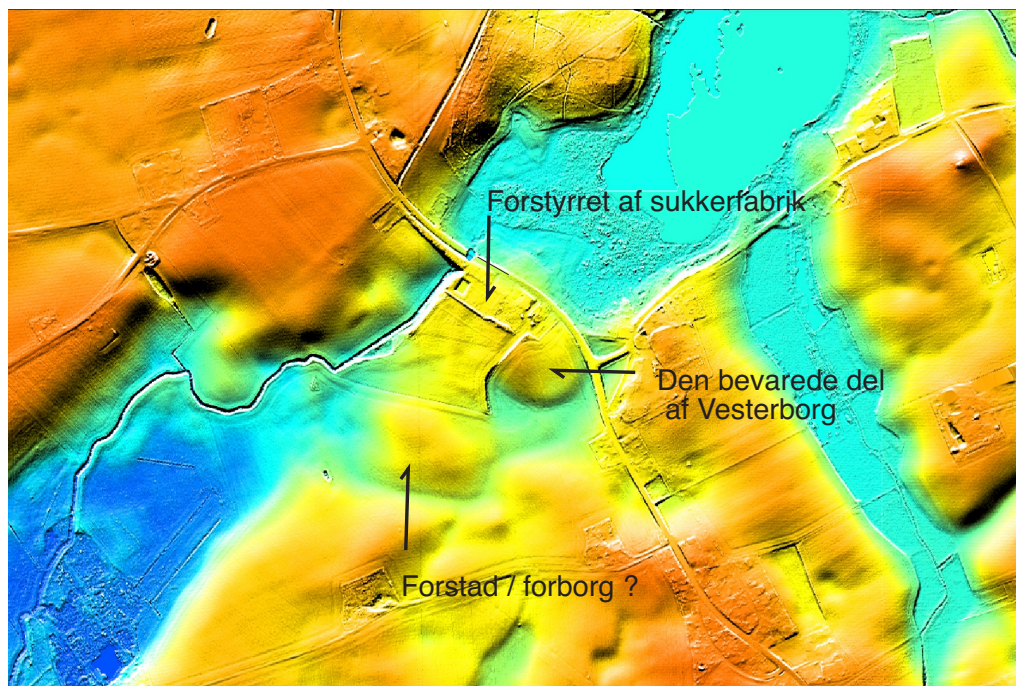 Forstyrret af sukkerfabrik
Den bevarede del
af Vesterborg
Forstad / forborg ?